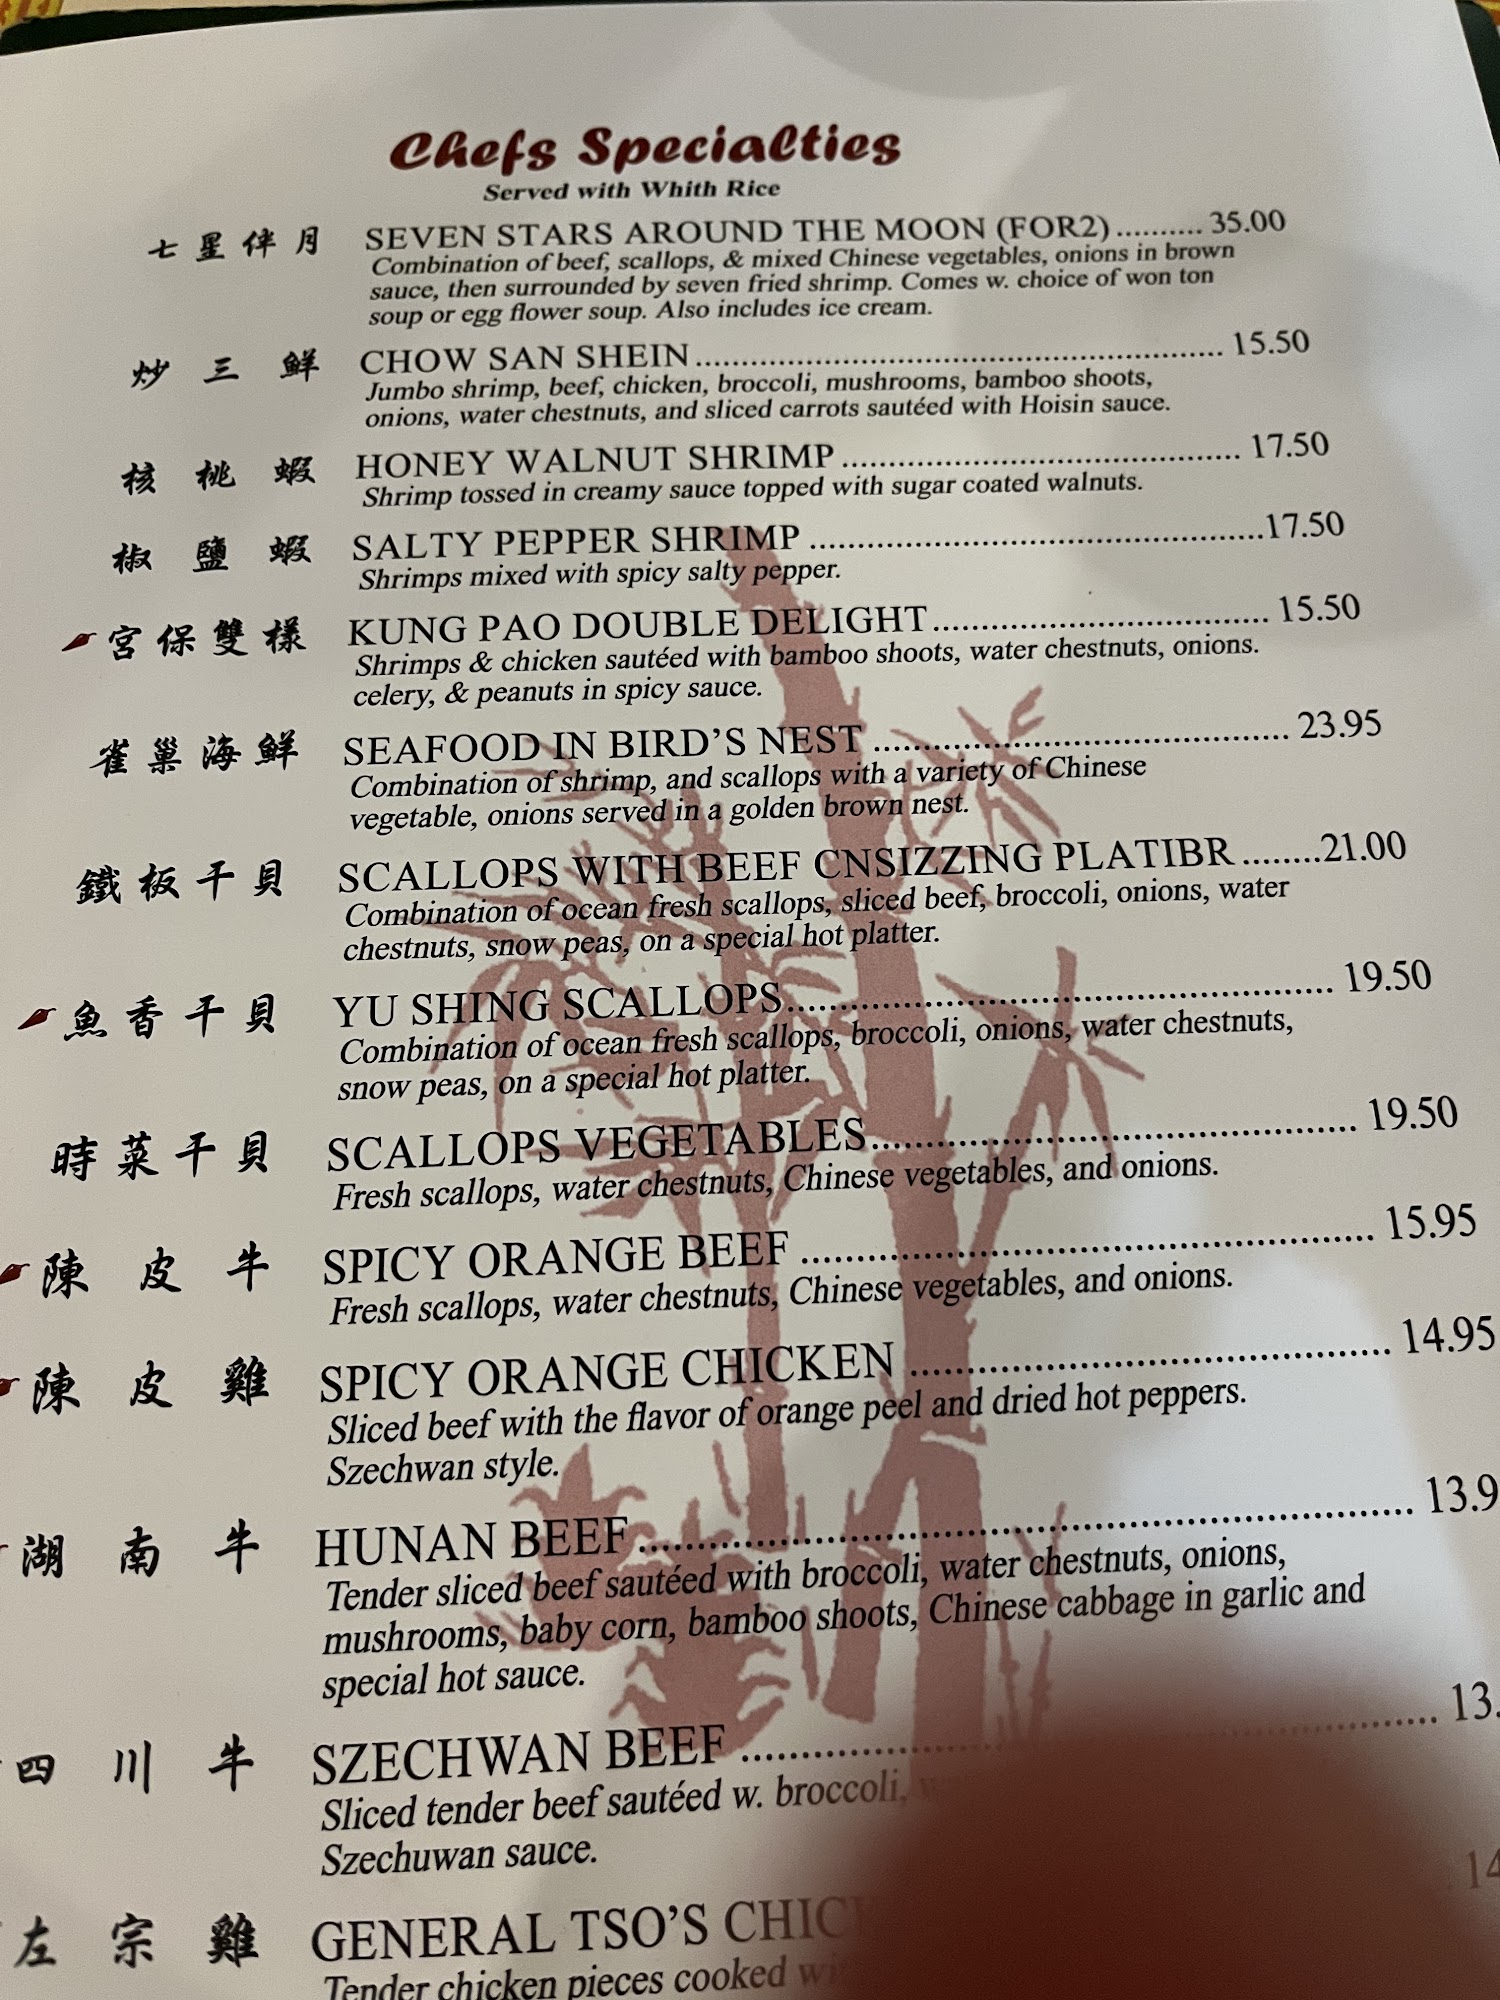 Chefs Specialties
Served with Whith Rice
七星伴月 SEVEN STARS AROUND THE MOON (FOR2) .......... 35.00
Combination of beef, scallops, & mixed Chinese vegetables, onions in brown
sauce, then surrounded by seven fried shrimp. Comes w. choice of won ton
soup or egg flower soup. Also includes ice cream.
炒三鮮 CHOW SAN SHEIN ........................................ 15.50
Jumbo shrimp, beef, chicken, broccoli, mushrooms, bamboo shoots,
onions, water chestnuts, and sliced carrots sautéed with Hoisin sauce.
核桃蝦 HONEY WALNUT SHRIMP ........................................ 17.50
Shrimp tossed in creamy sauce topped with sugar coated walnuts.
椒鹽蝦 SALTY PEPPER SHRIMP ........................................ 17.50
Shrimps mixed with spicy salty pepper.
宮保雙樣 KUNG PAO DOUBLE DELIGHT ................................... 15.50
Shrimps & chicken sautéed with bamboo shoots, water chestnuts, onions.
celery, & peanuts in spicy sauce.
雀巢海鮮 SEAFOOD IN BIRD'S NEST ........................................ 23.95
Combination of shrimp, and scallops with a variety of Chinese
vegetable, onions served in a golden brown nest.
鐵板干貝 SCALLOPS WITH BEEF CNSIZZING PLATIBR ........ 21.00
Combination of ocean fresh scallops, sliced beef, broccoli, onions, water
chestnuts, snow peas, on a special hot platter.
魚香干貝 YU SHING SCALLOPS .................................................. 19.50
Combination of ocean fresh scallops, broccoli, onions, water chestnuts,
snow peas, on a special hot platter.
時菜干貝 SCALLOPS VEGETABLES ............................................. 19.50
Fresh scallops, water chestnuts, Chinese vegetables, and onions.
陳皮牛 SPICY ORANGE BEEF .................................................. 15.95
Fresh scallops, water chestnuts, Chinese vegetables, and onions.
陳皮雞 SPICY ORANGE CHICKEN .......................................... 14.95
Sliced beef with the flavor of orange peel and dried hot peppers.
Szechwan style.
湖南牛 HUNAN BEEF .................................................. 13.9
Tender sliced beef sautéed with broccoli, water chestnuts, onions,
mushrooms, baby corn, bamboo shoots, Chinese cabbage in garlic and
special hot sauce.
四川牛 SZECHWAN BEEF .................................................. 13.
Sliced tender beef sautéed w. broccoli,
Szechuwan sauce.
左宗雞 GENERAL TSO'S CHIC 14
Tender chicken pieces cooked